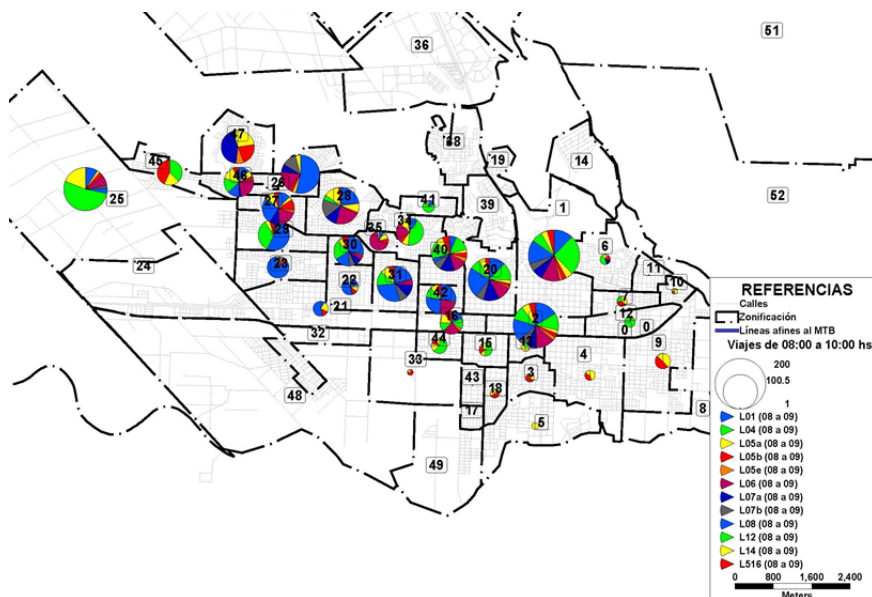 51
36
47
38
45
19
14
46
26
52
25
27
28
41
39
1
34
29
35
30
40
6
24
23
20
11
31
10
22
42
7
21
12
16
2
0
0
32
44
15
13
9
4
33
43
3
48
18
8
17
5
49
REFERENCIAS
Calles
Zonificación
Líneas afines al MTB
Viajes de 08:00 a 10:00 hs
200
100.5
1
L01 (08 a 09)
L04 (08 a 09)
L05a (08 a 09)
L05b (08 a 09)
L05e (08 a 09)
L06 (08 a 09)
L07a (08 a 09)
L07b (08 a 09)
L08 (08 a 09)
L12 (08 a 09)
L14 (08 a 09)
L516 (08 a 09)
0 800 1,600 2,400
Meters